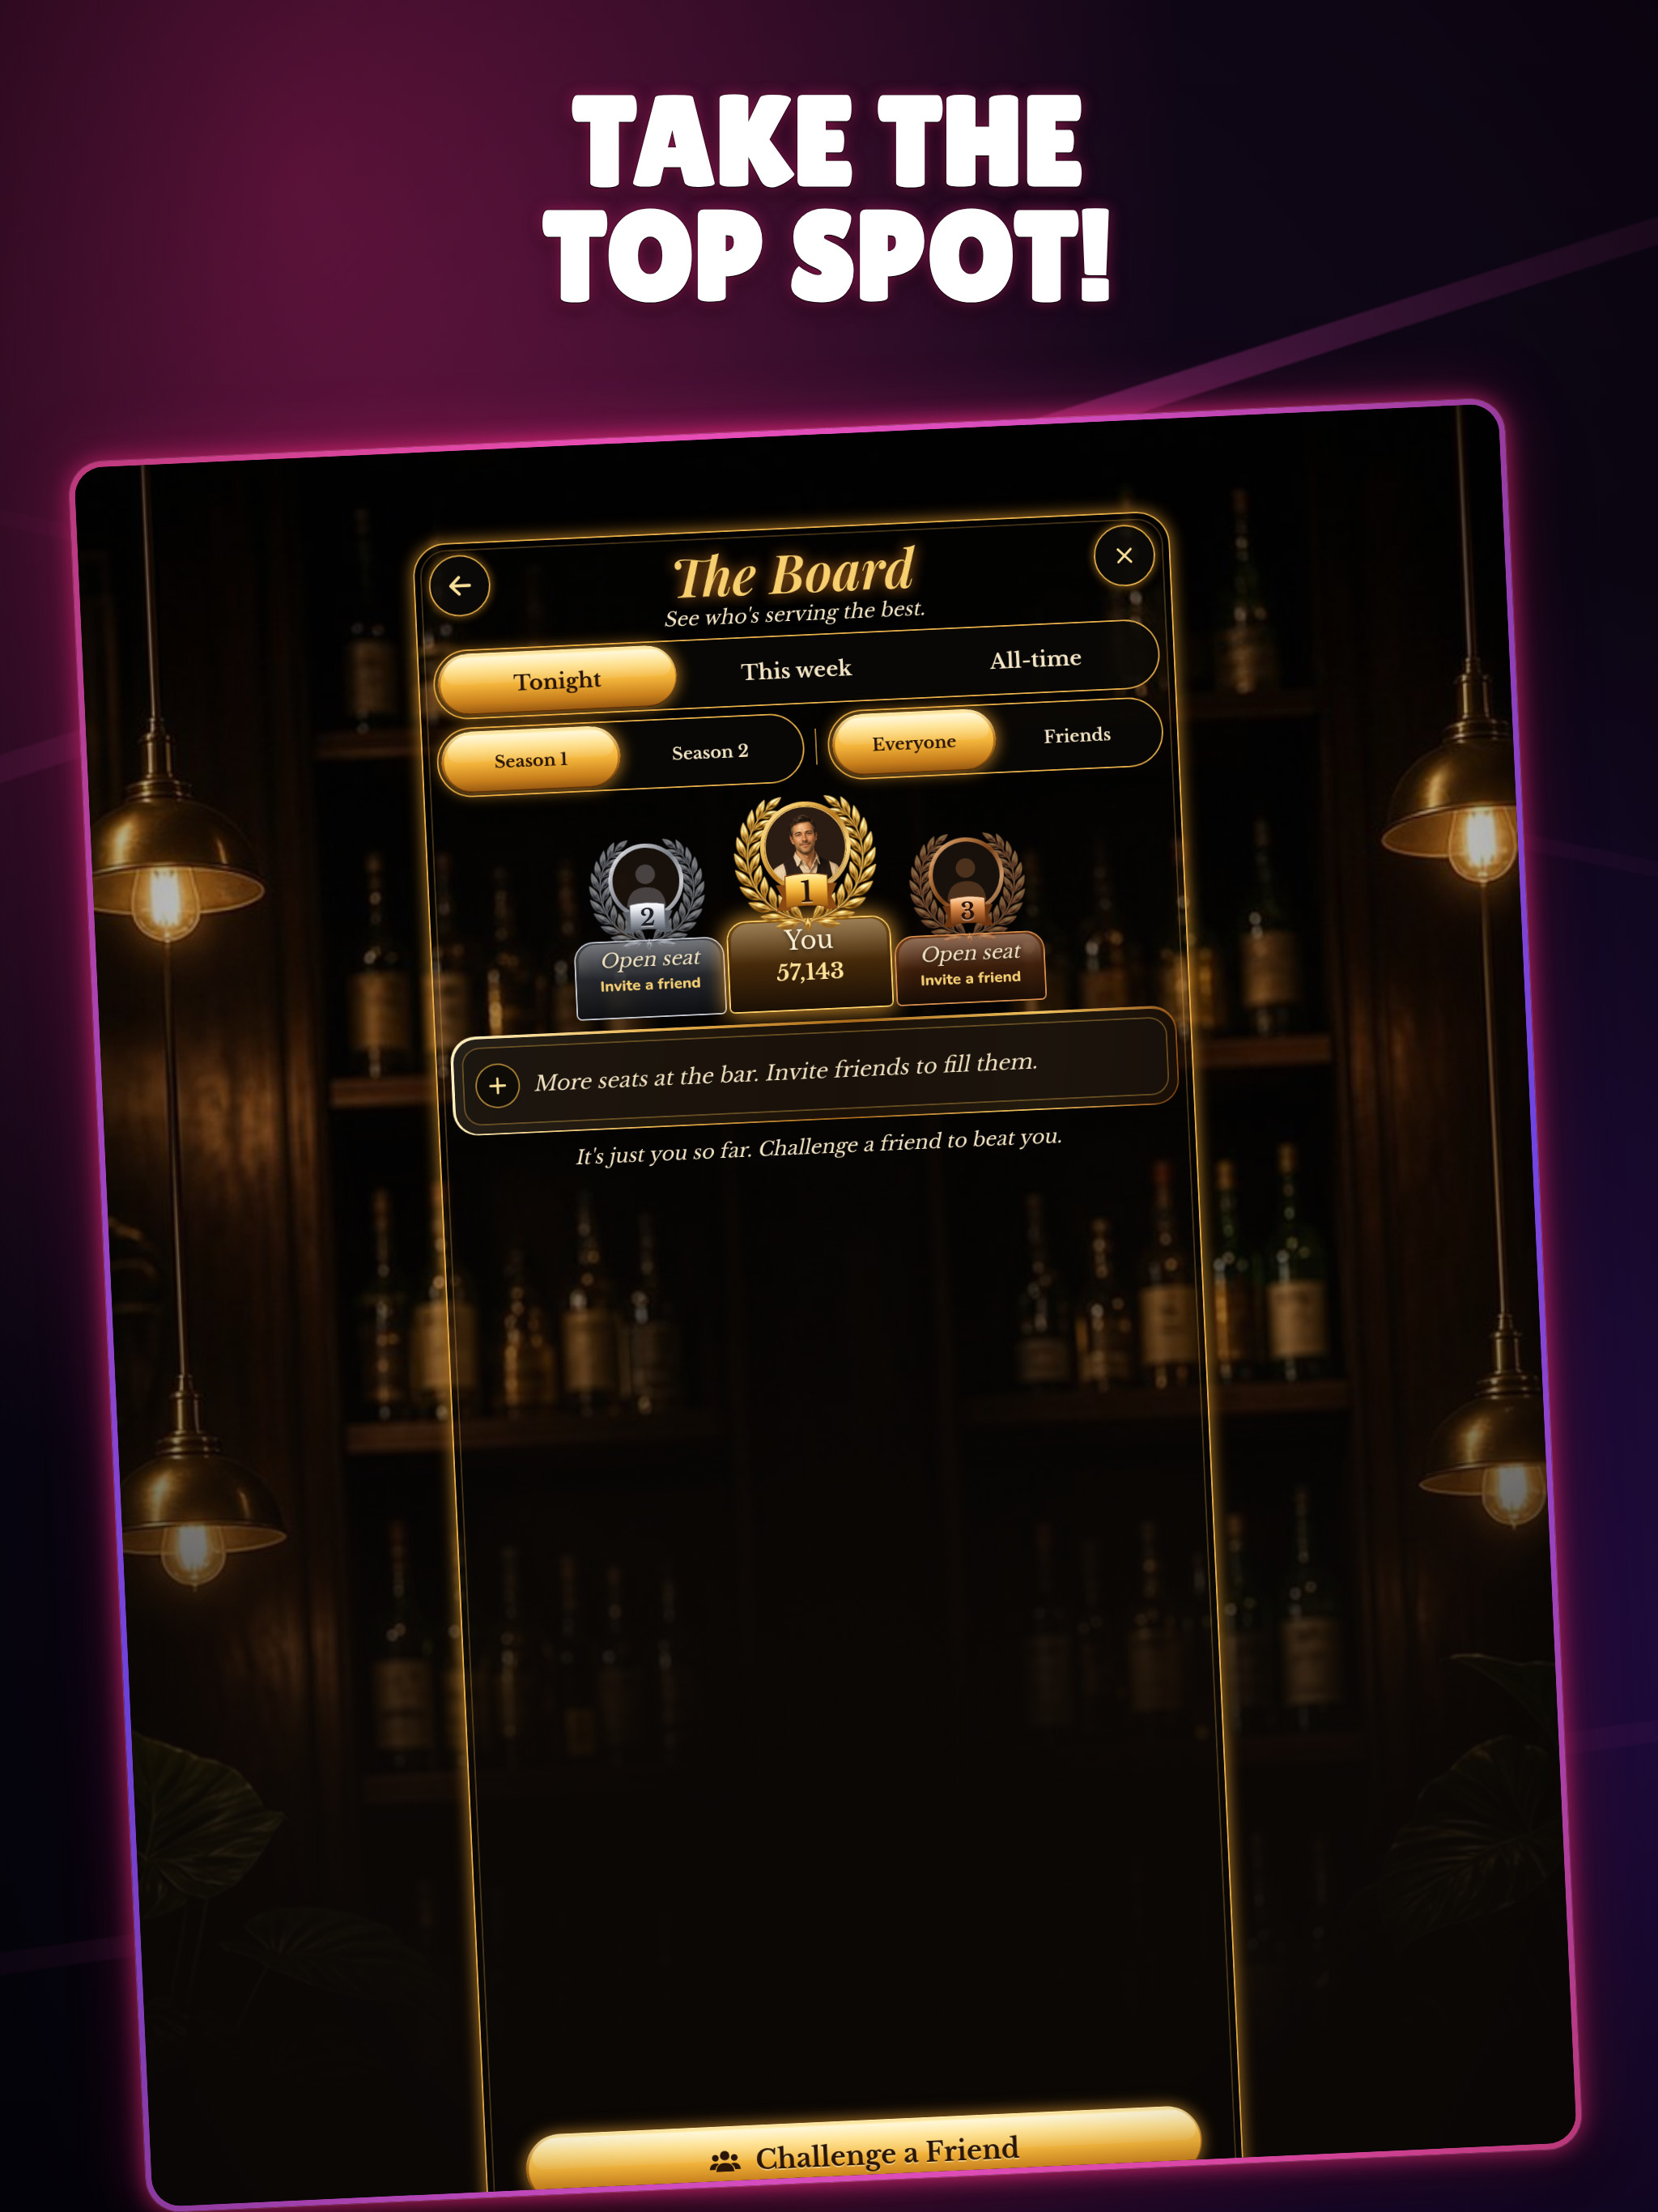 TAKE THE
TOP SPOT!
The Board
See who's serving the best.
Tonight
This week
All-time
Season 1
Season 2
Everyone
Friends
2
1
3
Open seat
Invite a friend
You
57,143
Open seat
Invite a friend
More seats at the bar. Invite friends to fill them.
It's just you so far. Challenge a friend to beat you.
Challenge a Friend